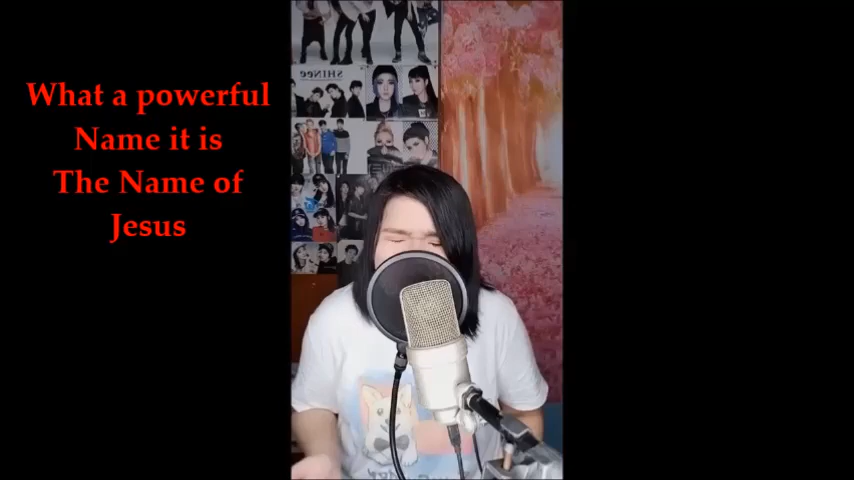 What a powerful
Name it is
The Name of
Jesus
SHINee